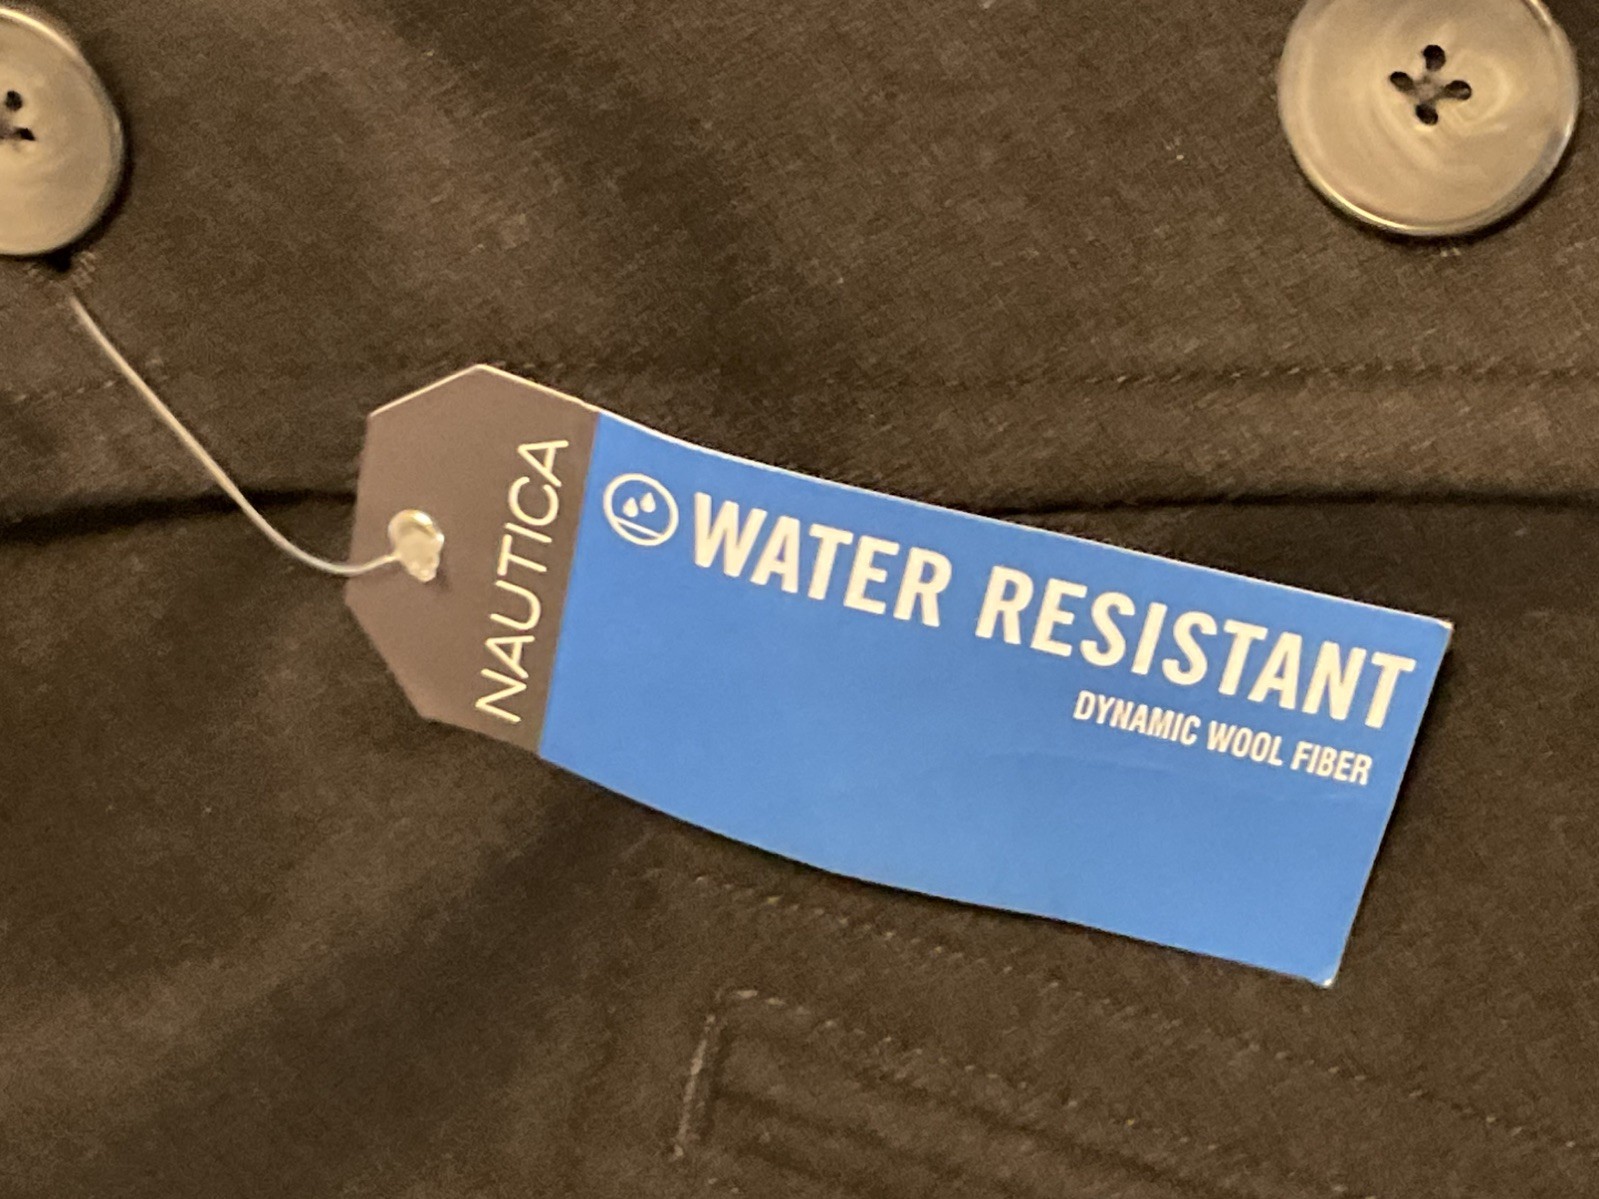 NAUTICA
WATER RESISTANT
DYNAMIC WOOL FIBER